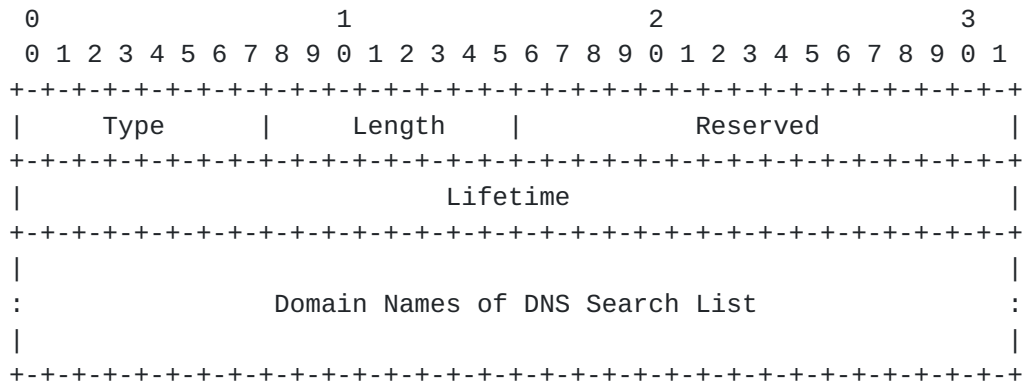 0                   1                   2                   3
 0 1 2 3 4 5 6 7 8 9 0 1 2 3 4 5 6 7 8 9 0 1 2 3 4 5 6 7 8 9 0 1
+-+-+-+-+-+-+-+-+-+-+-+-+-+-+-+-+-+-+-+-+-+-+-+-+-+-+-+-+-+-+-+-+
|     Type      |     Length    |           Reserved            |
+-+-+-+-+-+-+-+-+-+-+-+-+-+-+-+-+-+-+-+-+-+-+-+-+-+-+-+-+-+-+-+-+
|                           Lifetime                            |
+-+-+-+-+-+-+-+-+-+-+-+-+-+-+-+-+-+-+-+-+-+-+-+-+-+-+-+-+-+-+-+-+
|                                                               |
:                Domain Names of DNS Search List                :
|                                                               |
+-+-+-+-+-+-+-+-+-+-+-+-+-+-+-+-+-+-+-+-+-+-+-+-+-+-+-+-+-+-+-+-+